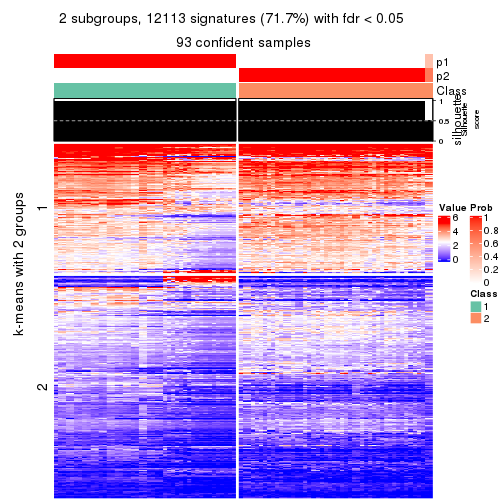 2 subgroups, 12113 signatures (71.7%) with fdr < 0.05
93 confident samples
p1
p2
Class
silhouette
Silhouette
score
1
0.5
0
k-means with 2 groups
1
2
Value
6
4
2
0
Prob
1
0.8
0.6
0.4
0.2
0
Class
1
2